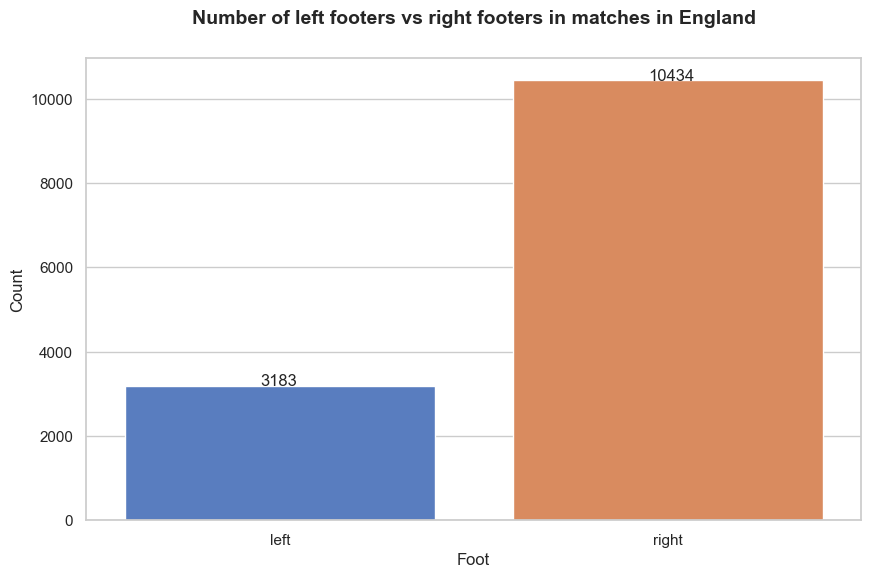 Number of left footers vs right footers in matches in England
10434
10000
8000
6000
Count
4000
3183
2000
0
left
right
Foot